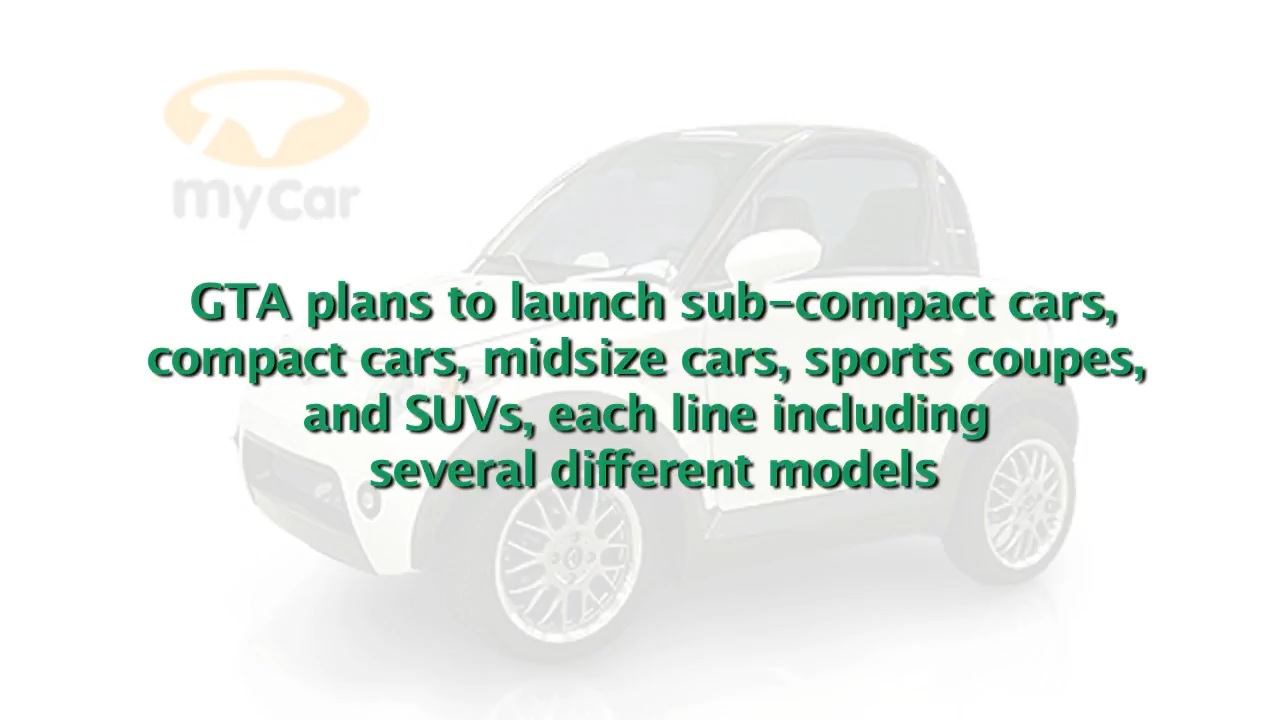 myCar
GTA plans to launch sub-compact cars,
compact cars, midsize cars, sports coupes,
and SUVs, each line including
several different models